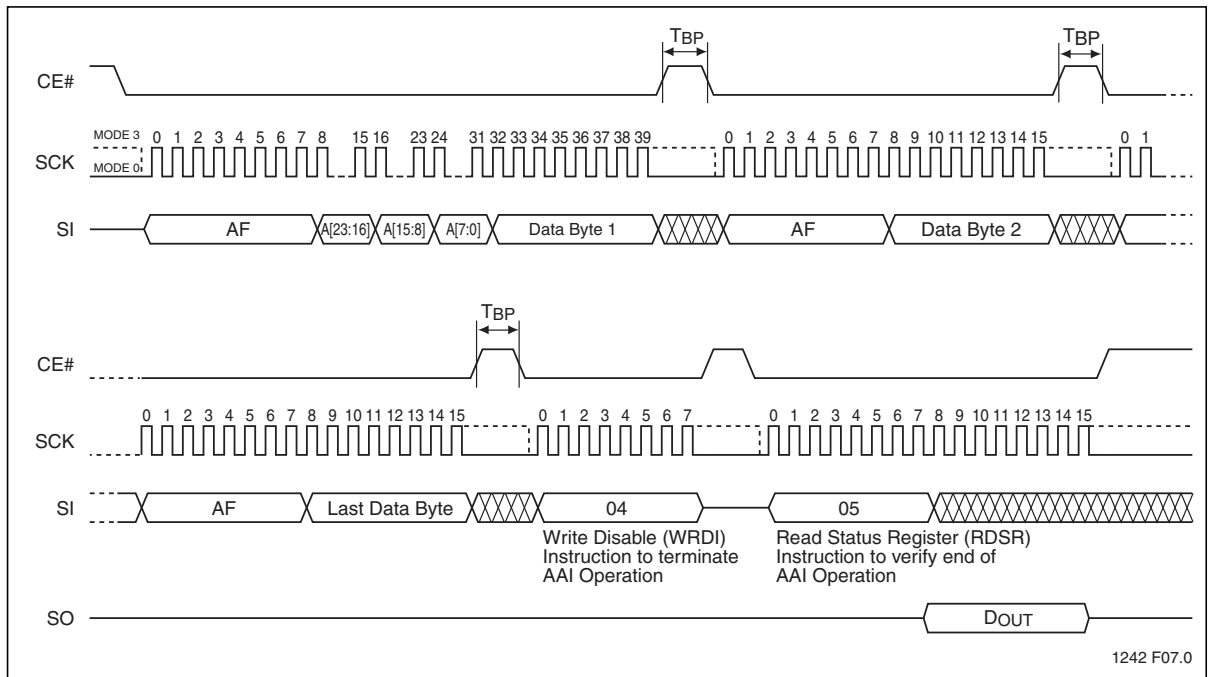 TBP TBP
CE#
MODE 3 0 1 2 3 4 5 6 7 8 15 16 23 24 31 32 33 34 35 36 37 38 39 0 1 2 3 4 5 6 7 8 9 10 11 12 13 14 15 0 1
SCK
MODE 0
SI AF A[23:16] A[15:8] A[7:0] Data Byte 1 AF Data Byte 2
TBP
CE#
0 1 2 3 4 5 6 7 8 9 10 11 12 13 14 15 0 1 2 3 4 5 6 7 0 1 2 3 4 5 6 7 8 9 10 11 12 13 14 15
SCK
SI AF Last Data Byte 04 05
Write Disable (WRDI)
Instruction to terminate
AAI Operation
Read Status Register (RDSR)
Instruction to verify end of
AAI Operation
SO DOUT
1242 F07.0